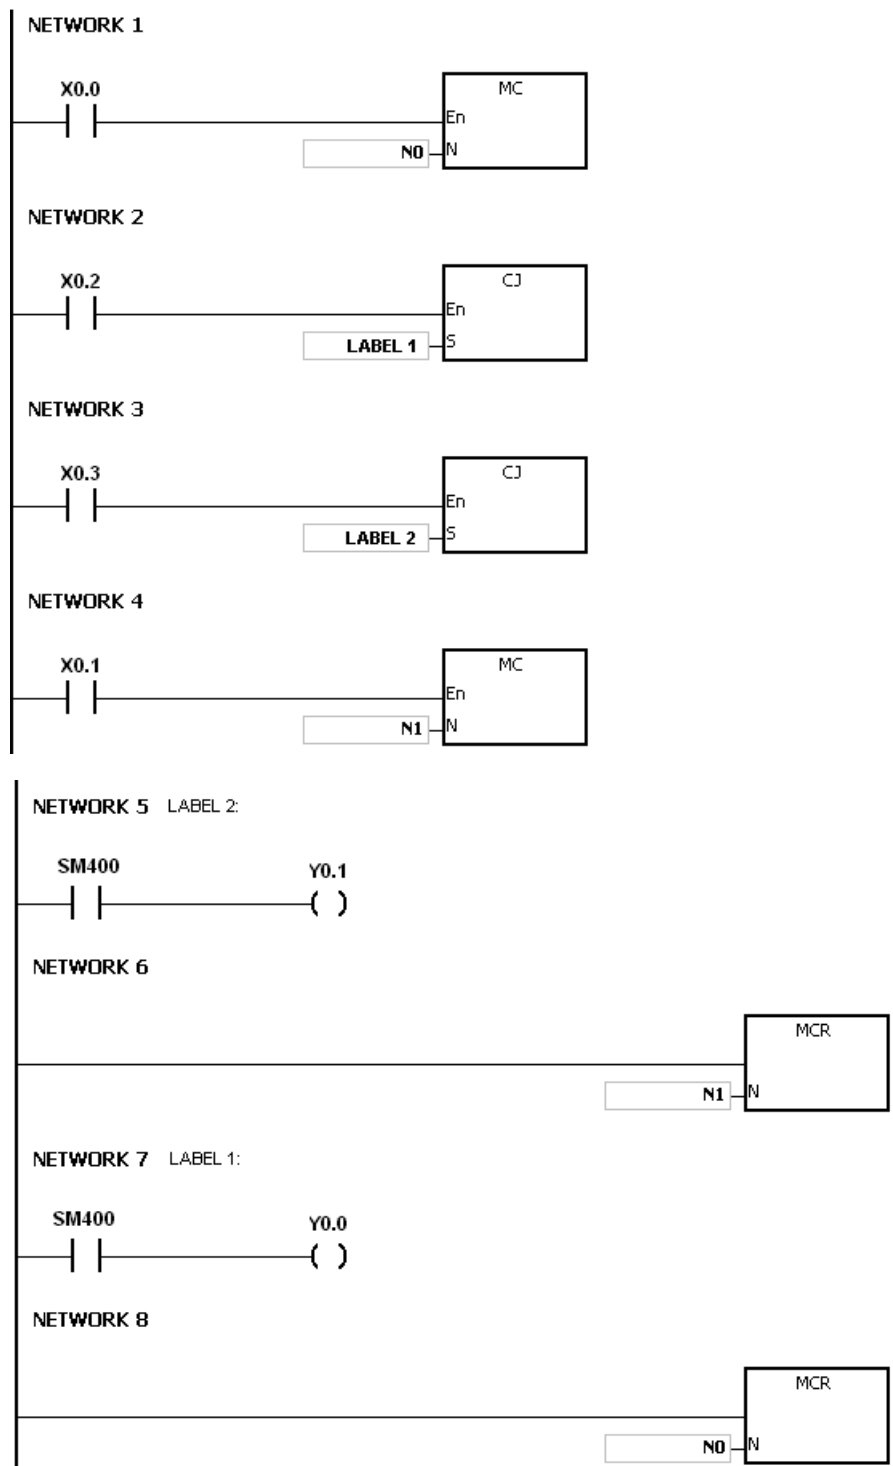 NETWORK 1
X0.0
MC
En
N0 N
NETWORK 2
X0.2
CJ
En
LABEL 1 S
NETWORK 3
X0.3
CJ
En
LABEL 2 S
NETWORK 4
X0.1
MC
En
N1 N
NETWORK 5 LABEL 2:
SM400 Y0.1
NETWORK 6
MCR
N1 N
NETWORK 7 LABEL 1:
SM400 Y0.0
NETWORK 8
MCR
N0 N